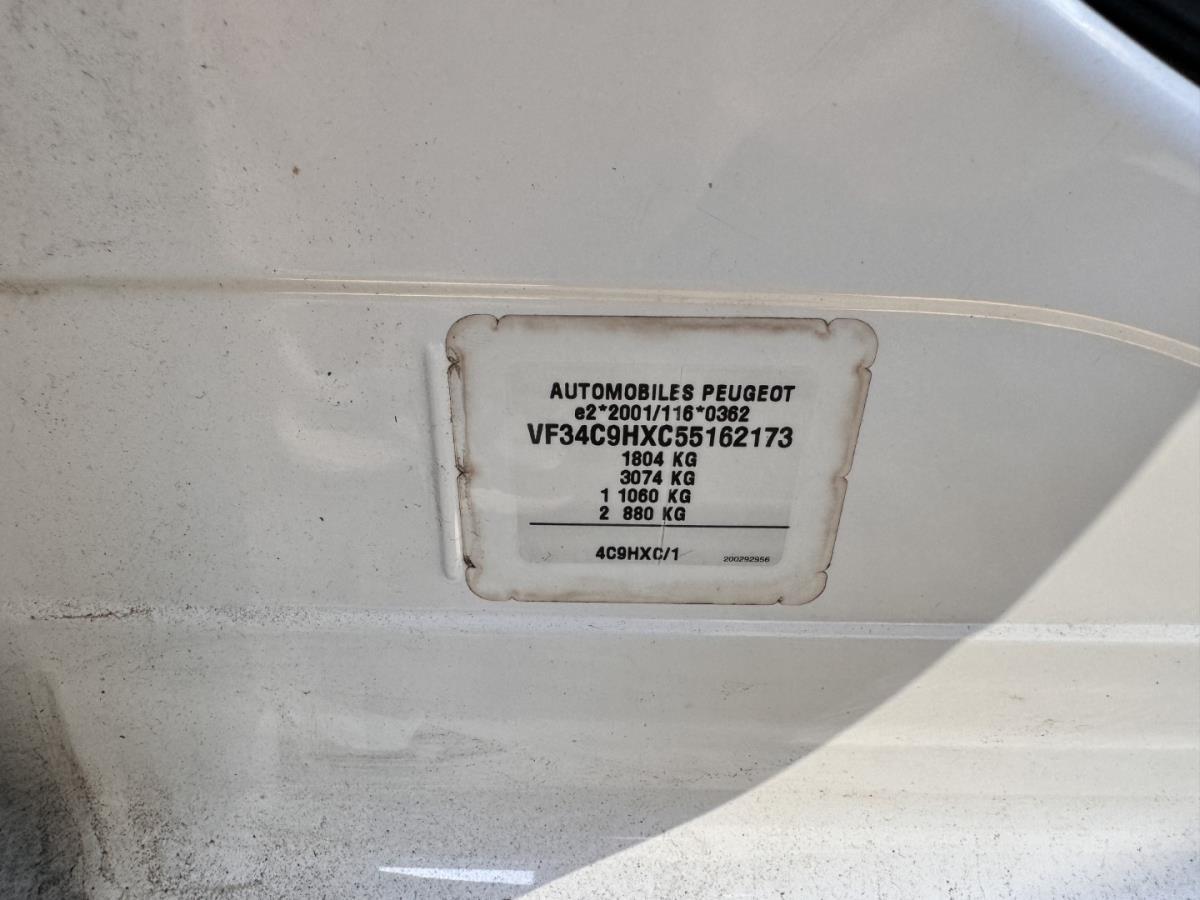 AUTOMOBILES PEUGEOT
e2*2001/116*0362
VF34C9HXC55162173
1804 KG
3074 KG
1 1060 KG
2 880 KG
4C9HXC/1
200292956